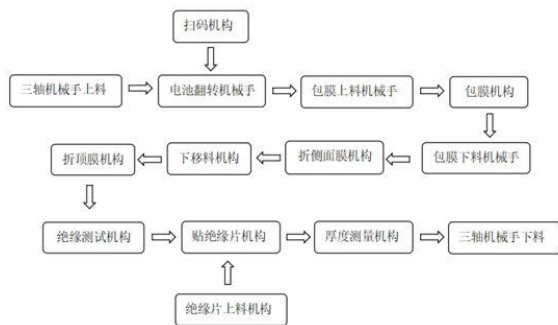 扫码机构
三轴机械手上料
电池翻转机械手
包膜上料机械手
包膜机构
折顶膜机构
下移料机构
折侧面膜机构
包膜下料机械手
绝缘测试机构
贴绝缘片机构
厚度测量机构
三轴机械手下料
绝缘片上料机构